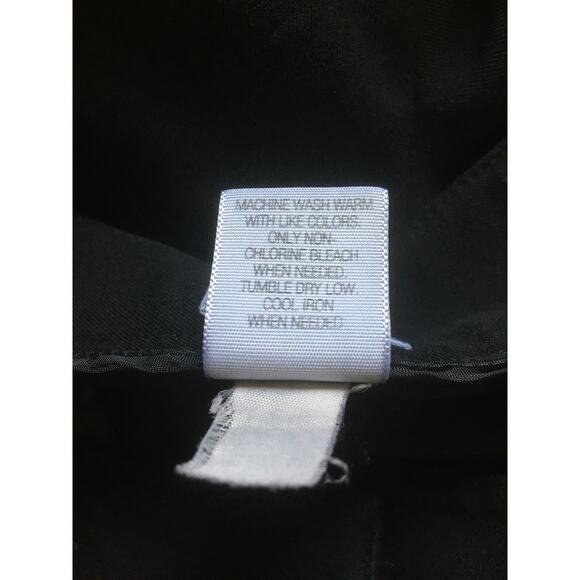 MACHINE WASH WARM
WITH LIKE COLORS.
ONLY NON-
CHLORINE BLEACH
WHEN NEEDED.
TUMBLE DRY LOW.
COOL IRON
WHEN NEEDED